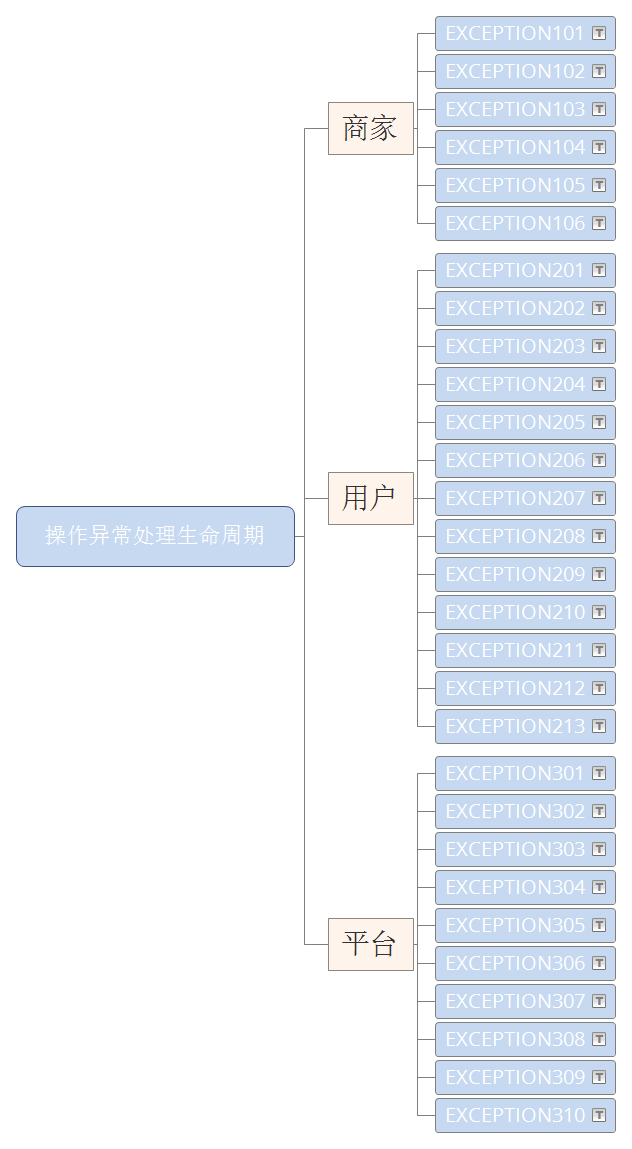 操作异常处理生命周期
商家
EXCEPTION101
EXCEPTION102
EXCEPTION103
EXCEPTION104
EXCEPTION105
EXCEPTION106
用户
EXCEPTION201
EXCEPTION202
EXCEPTION203
EXCEPTION204
EXCEPTION205
EXCEPTION206
EXCEPTION207
EXCEPTION208
EXCEPTION209
EXCEPTION210
EXCEPTION211
EXCEPTION212
EXCEPTION213
平台
EXCEPTION301
EXCEPTION302
EXCEPTION303
EXCEPTION304
EXCEPTION305
EXCEPTION306
EXCEPTION307
EXCEPTION308
EXCEPTION309
EXCEPTION310